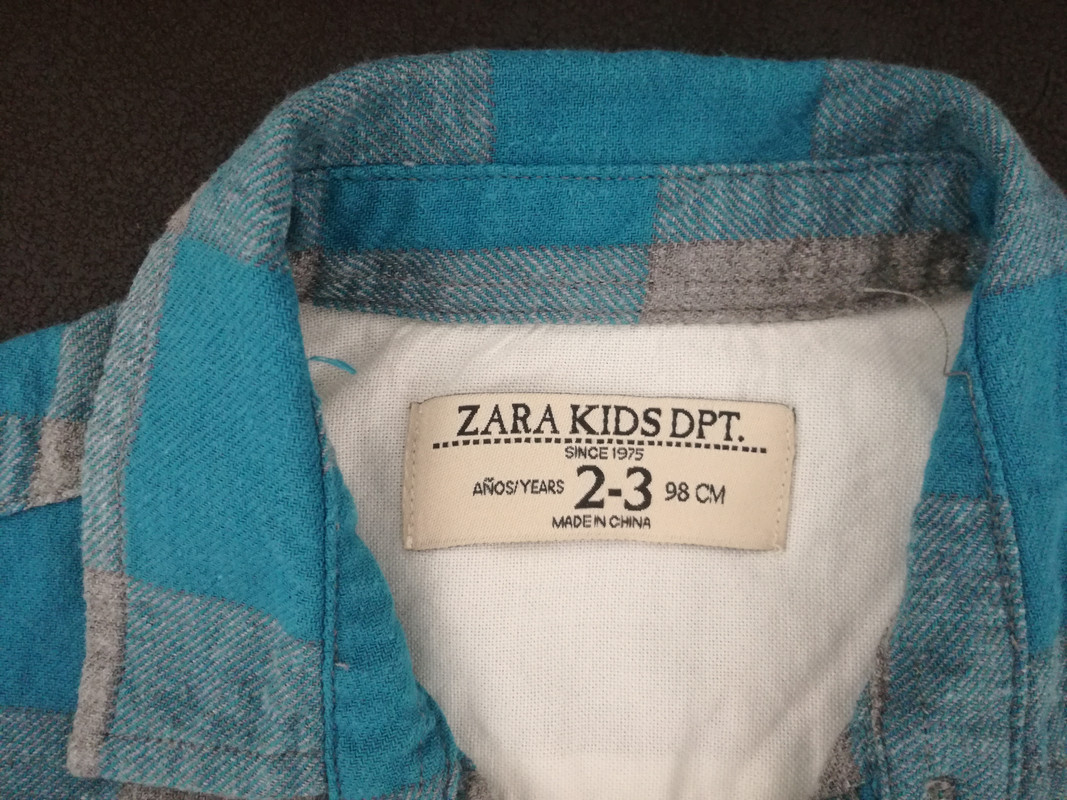 ZARA KIDS DPT.
SINCE 1975
AÑOS/YEARS 2-3 98 CM
MADE IN CHINA